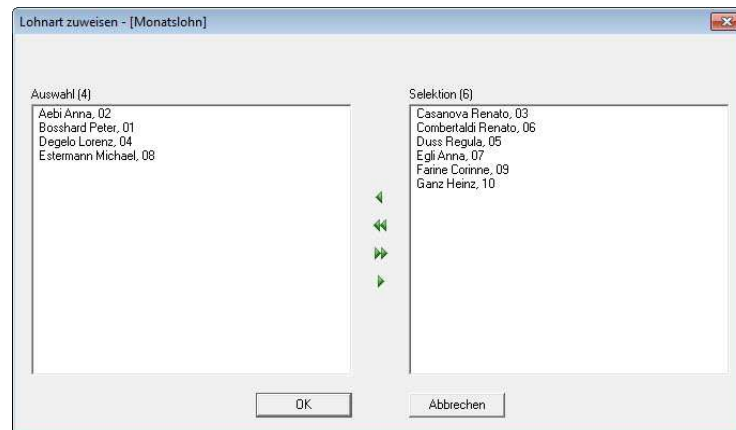 Lohnart zuweisen - [Monatslohn]
Auswahl (4)
Aebi Anna, 02
Bosshard Peter, 01
Degelo Lorenz, 04
Estermann Michael, 08
Selektion (6)
Casanova Renato, 03
Combertaldi Renato, 06
Duss Regula, 05
Egli Anna, 07
Farine Corinne, 09
Ganz Heinz, 10
OK
Abbrechen